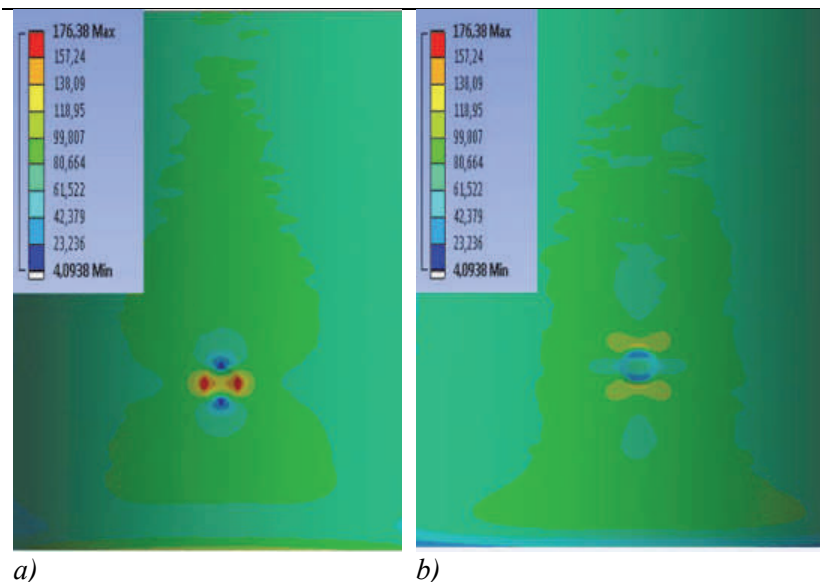 176,38 Max
157,24
138,09
118,95
99,807
80,664
61,522
42,379
23,236
4,0938 Min
176,38 Max
157,24
138,09
118,95
99,807
80,664
61,522
42,379
23,236
4,0938 Min
a)
b)